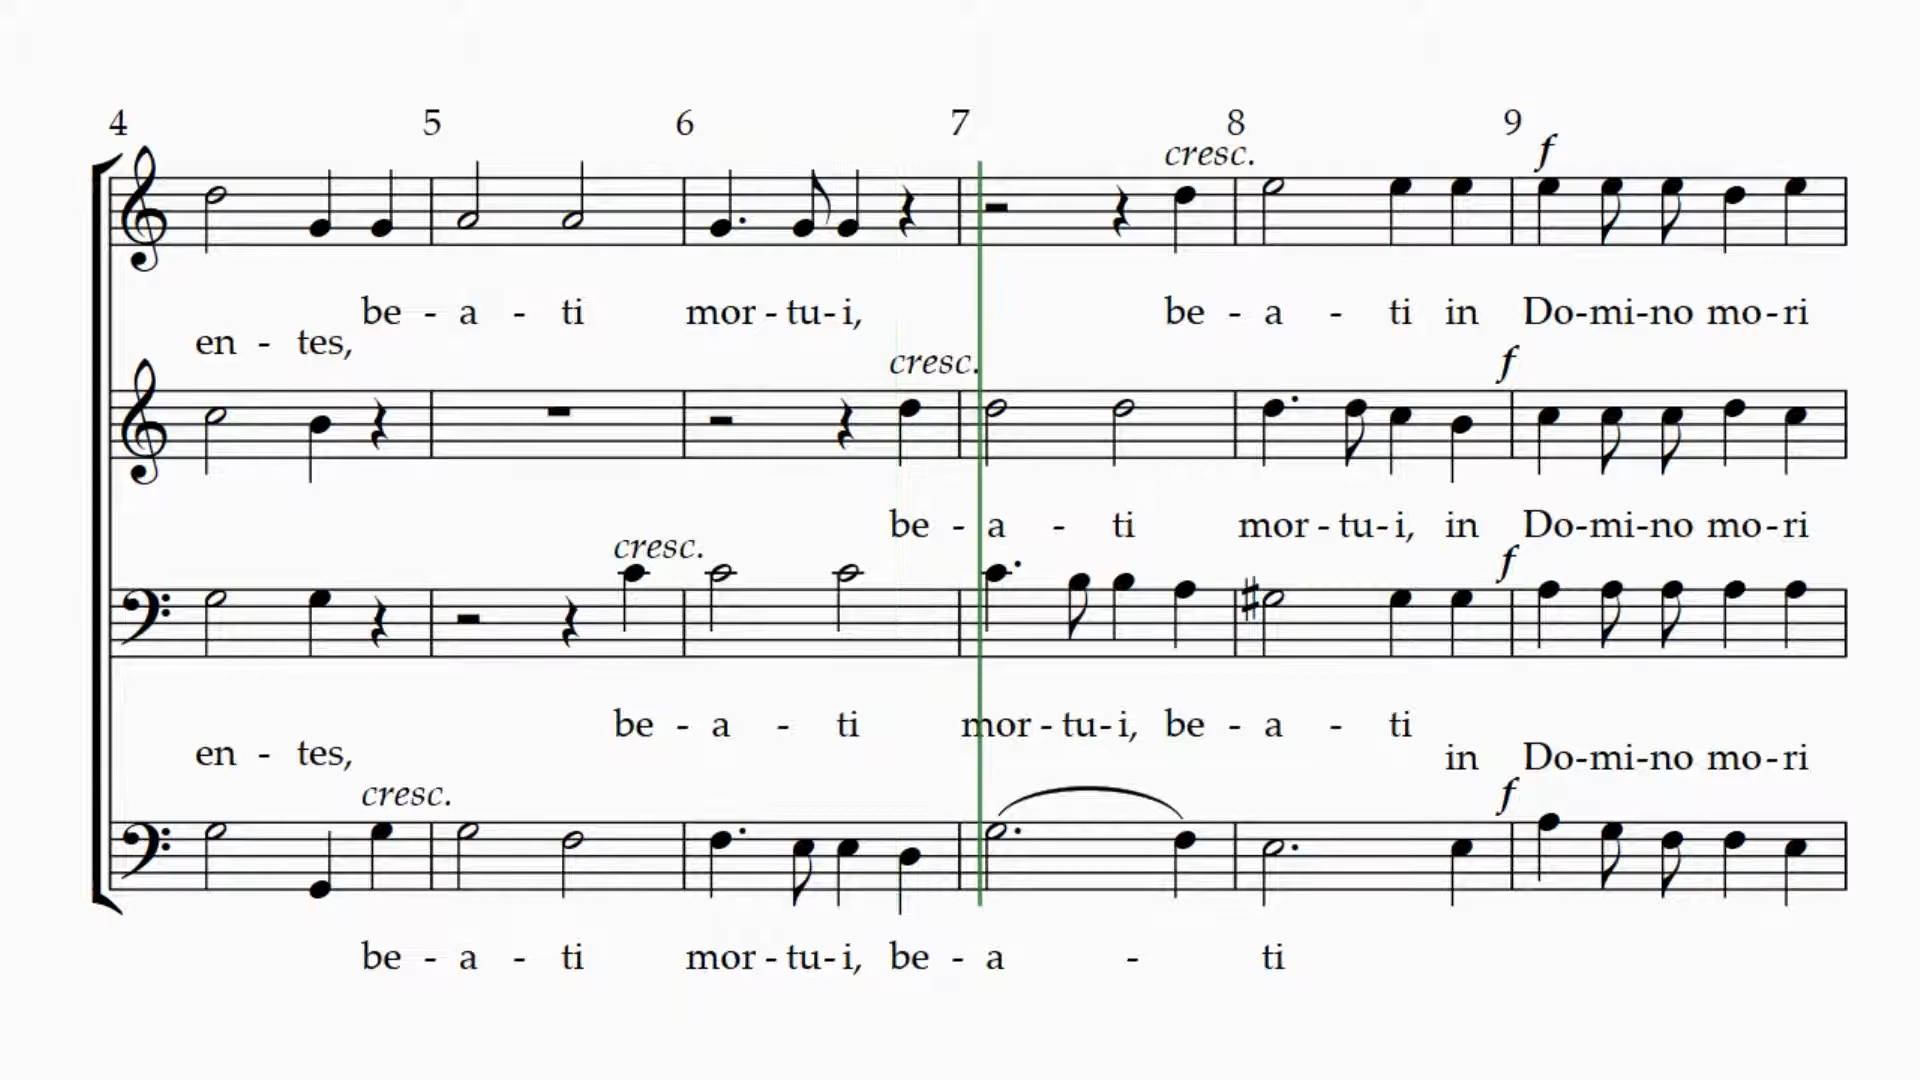 4 5 6 7 8 9
cresc. f
be - a - ti mor - tu - i, be - a - ti in Do - mi - no mo - ri
en - tes,
cresc. f
be - a - ti mor - tu - i, in Do - mi - no mo - ri
cresc. f
be - a - ti mor - tu - i, be - a - ti
en - tes, in Do - mi - no mo - ri
cresc. f
be - a - ti mor - tu - i, be - a - ti